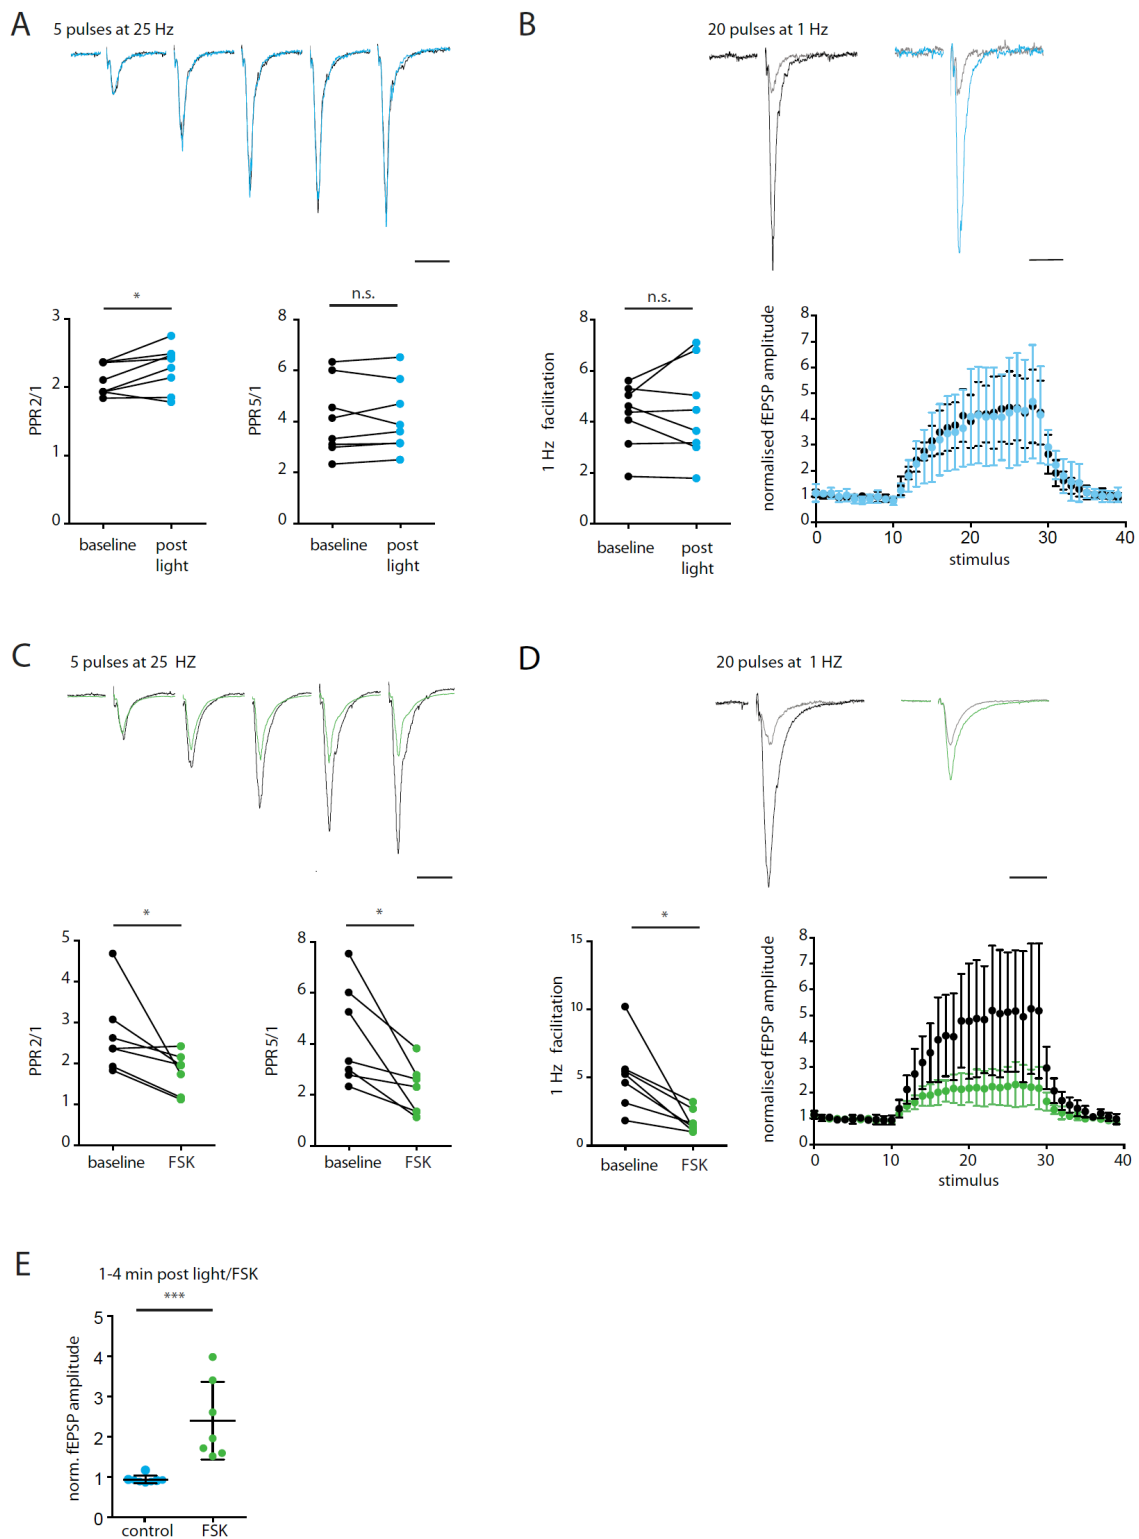 A
5 pulses at 25 Hz
*
3
2
1
0
PPR 2/1
baseline
post
light
n.s.
8
6
4
2
0
PPR 5/1
baseline
post
light
B
20 pulses at 1 Hz
n.s.
8
6
4
2
0
1 Hz facilitation
baseline
post
light
8
7
6
5
4
3
2
1
0
normalised fEPSP amplitude
0
10
20
30
40
stimulus
C
5 pulses at 25 HZ
*
5
4
3
2
1
0
PPR 2/1
baseline
FSK
*
8
6
4
2
0
PPR 5/1
baseline
FSK
D
20 pulses at 1 HZ
*
15
10
5
0
1 Hz facilitation
baseline
FSK
8
7
6
5
4
3
2
1
0
normalised fEPSP amplitude
0
10
20
30
40
stimulus
E
1-4 min post light/FSK
***
5
4
3
2
1
0
norm. fEPSP amplitude
control
FSK